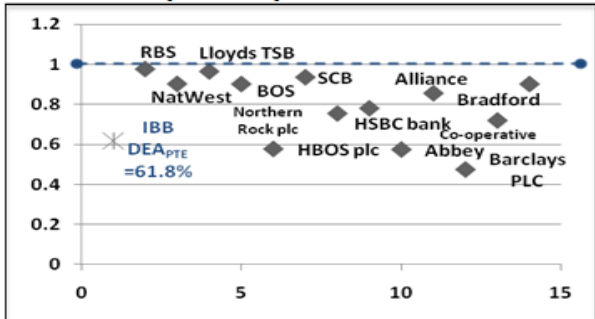 1.2
1
0.8
0.6
0.4
0.2
0
RBS
Lloyds TSB
NatWest
BOS
SCB
Alliance
Bradford
Northern
Rock plc
HSBC bank
Co-operative
IBB
DEAPTE
=61.8%
HBOS plc
Abbey
Barclays
PLC
0
5
10
15